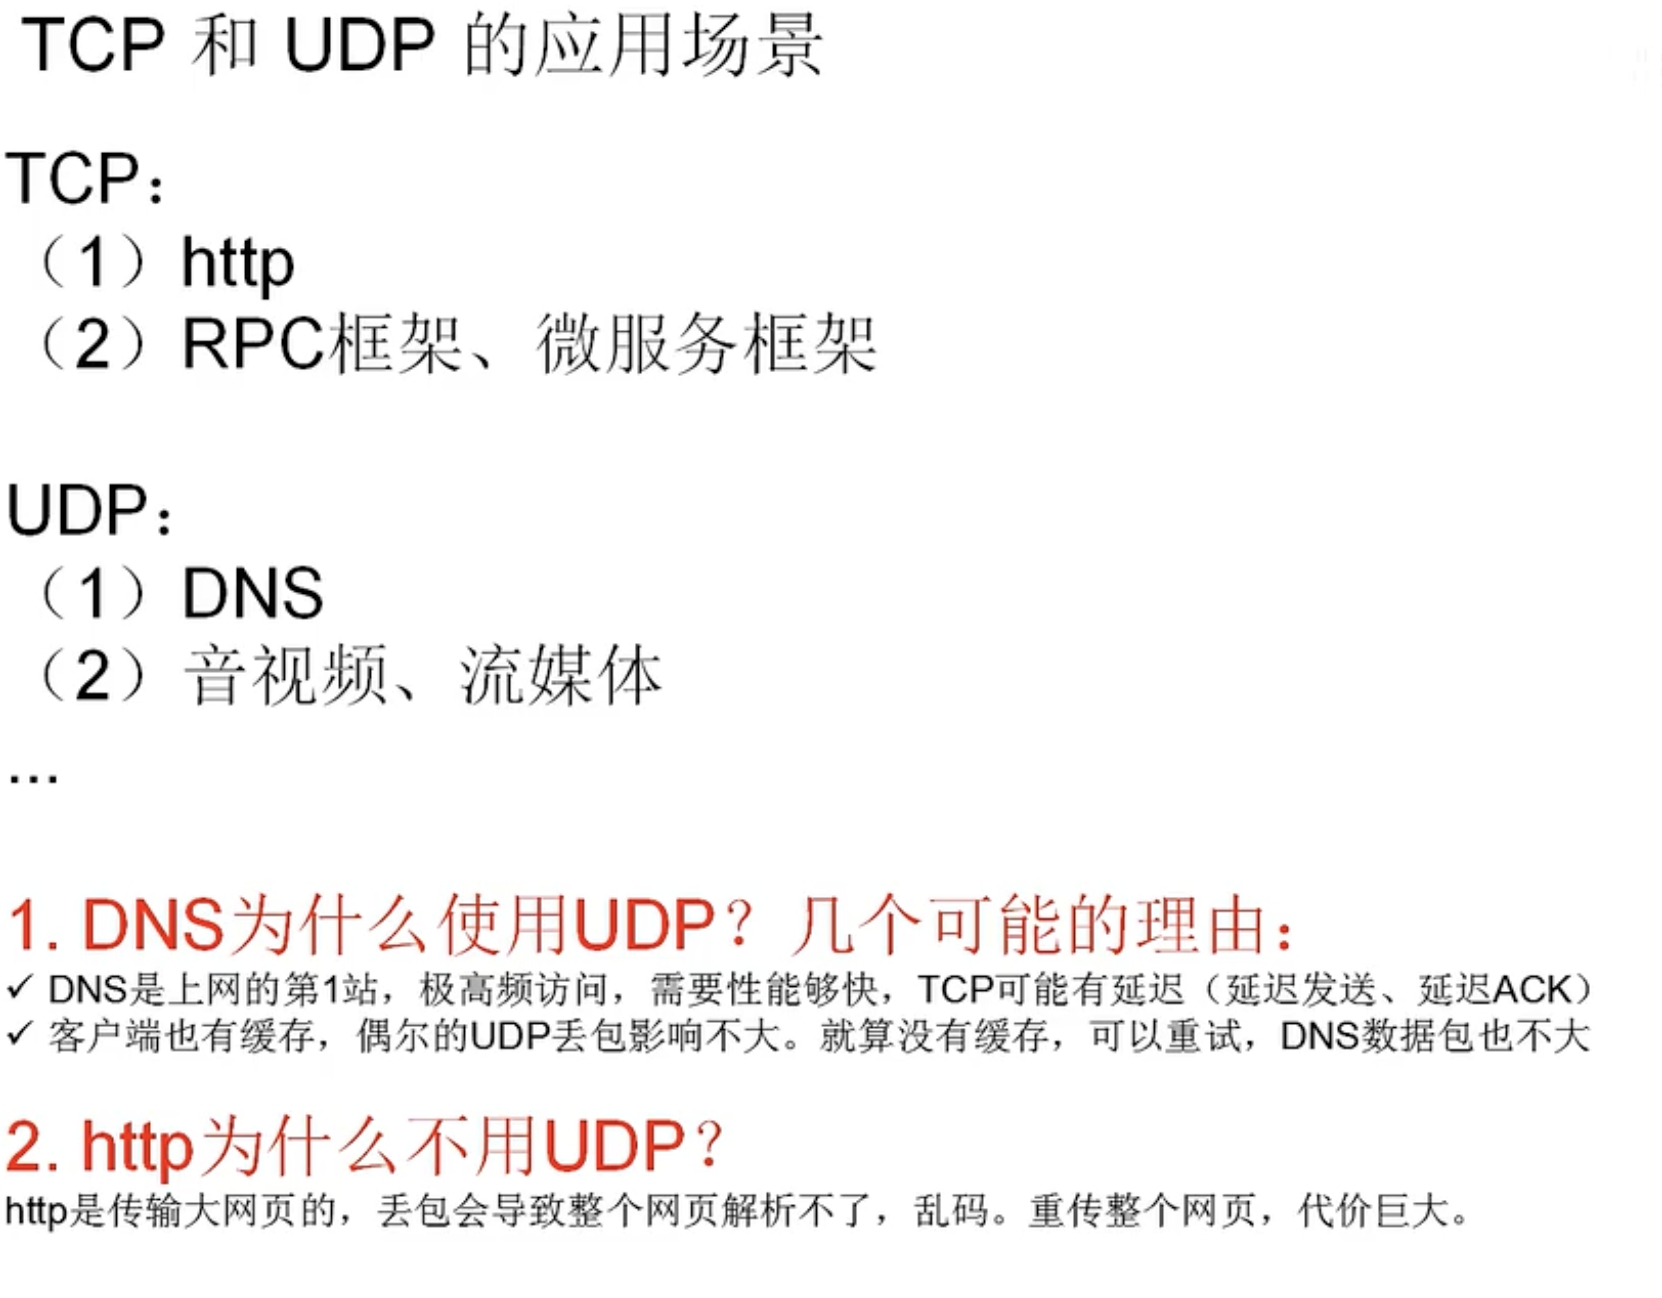 TCP 和 UDP 的应用场景
TCP：
（1）http
（2）RPC框架、微服务框架
UDP：
（1）DNS
（2）音视频、流媒体
...
1. DNS为什么使用UDP？几个可能的理由：
✓ DNS是上网的第1站，极高频访问，需要性能够快，TCP可能有延迟（延迟发送、延迟ACK）
✓ 客户端也有缓存，偶尔的UDP丢包影响不大。就算没有缓存，可以重试，DNS数据包也不大
2. http为什么不用UDP？
http是传输大网页的，丢包会导致整个网页解析不了，乱码。重传整个网页，代价巨大。